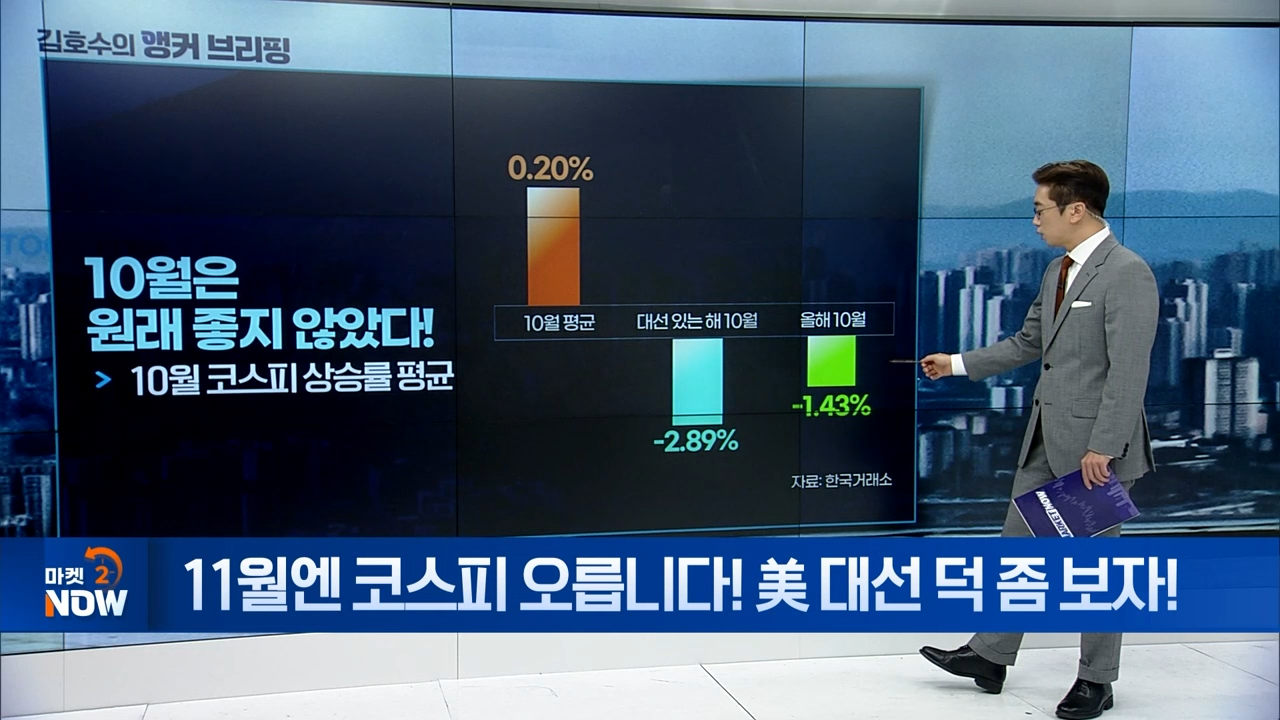 김호수의 앵커 브리핑
10월은
원래 좋지 않았다!
> 10월 코스피 상승률 평균
0.20%
10월 평균
대선 있는 해 10월
올해 10월
-2.89%
-1.43%
자료: 한국거래소
마켓 2
NOW
11월엔 코스피 오릅니다! 美 대선 덕 좀 보자!